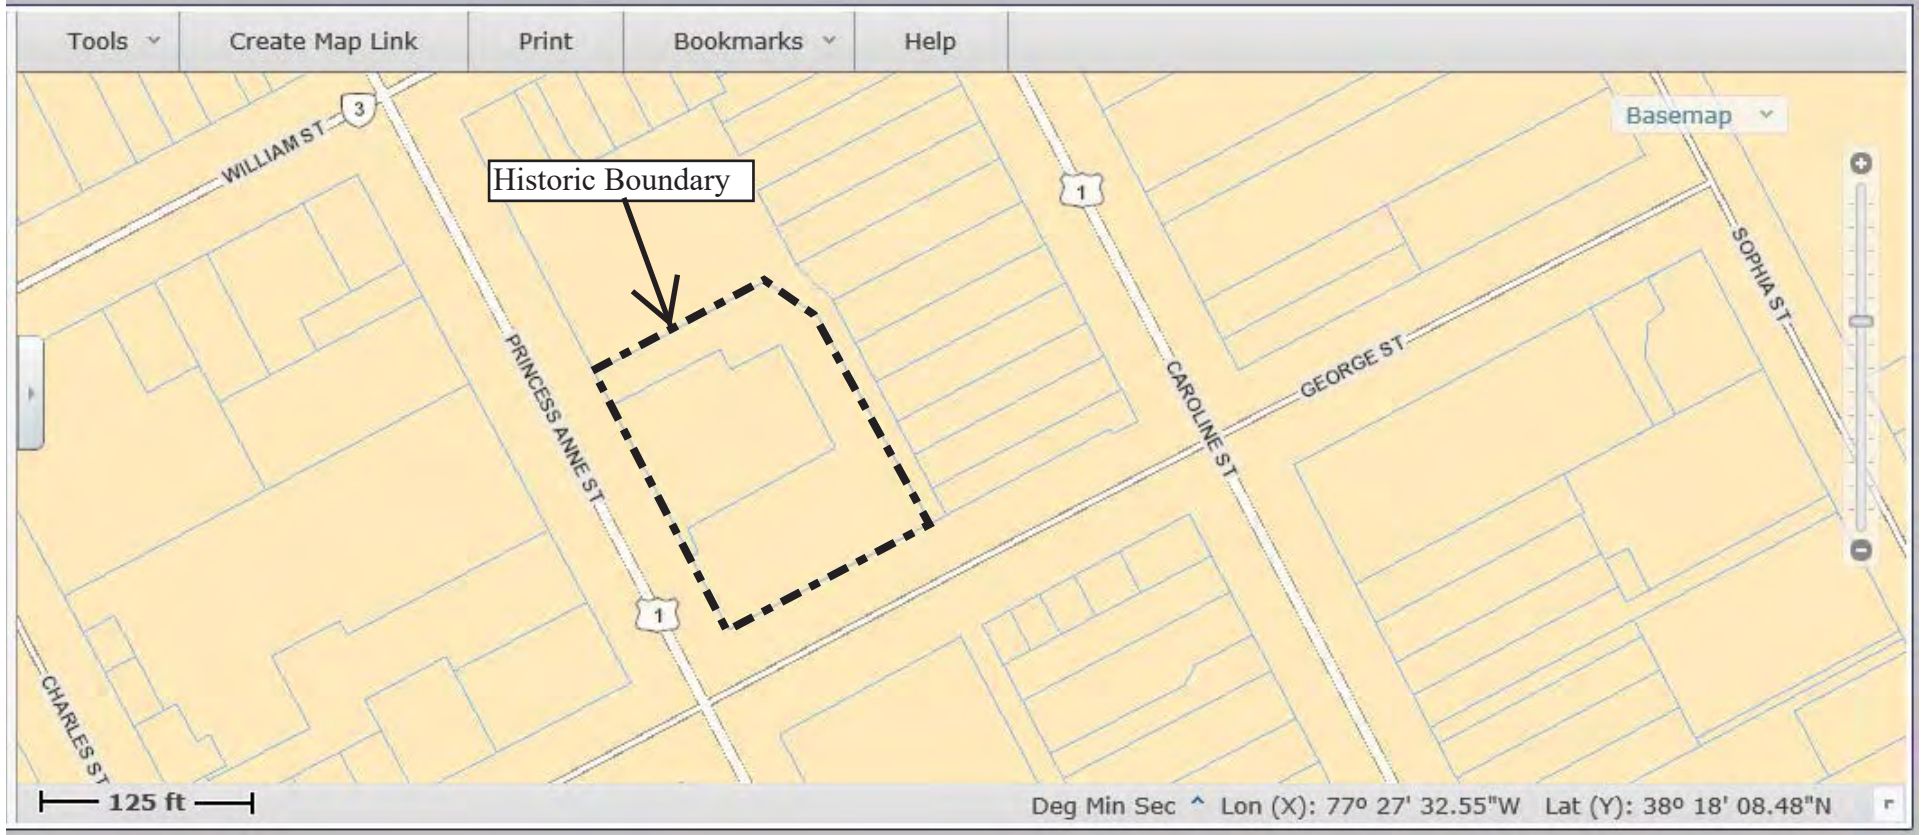 Tools
Create Map Link
Print
Bookmarks
Help
3
WILLIAM ST
Basemap
Historic Boundary
1
SOPHIA ST
PRINCESS ANNE ST
CAROLINE ST
GEORGE ST
1
CHARLES ST
125 ft
Deg Min Sec ^ Lon (X): 77º 27' 32.55"W Lat (Y): 38º 18' 08.48"N